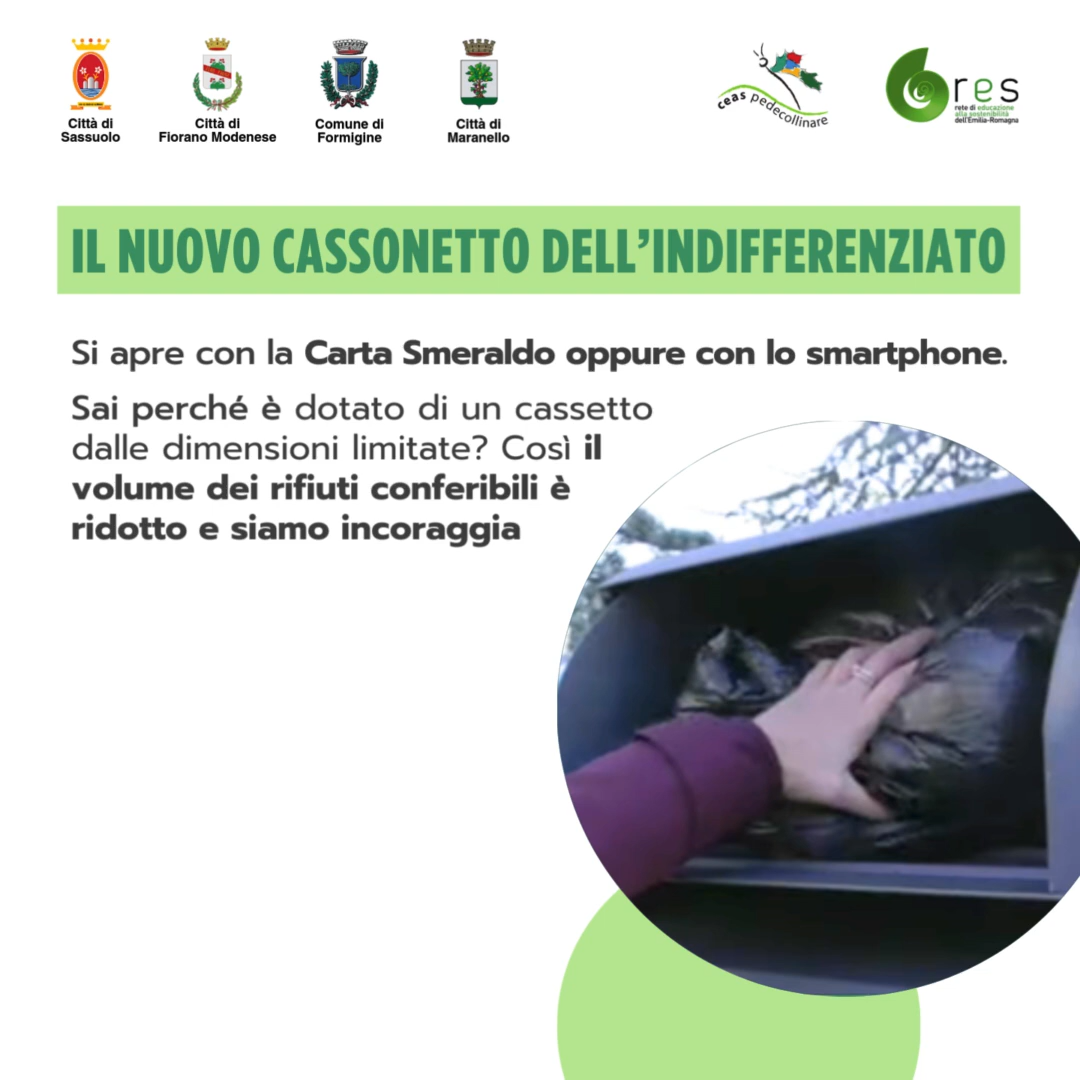 Città di
Sassuolo
Città di
Fiorano Modenese
Comune di
Formigine
Città di
Maranello
ceas pedecollinare
res
rete di educazione
alla sostenibilità
dell'Emilia-Romagna
IL NUOVO CASSONETTO DELL’INDIFFERENZIATO
Si apre con la Carta Smeraldo oppure con lo smartphone.
Sai perché è dotato di un cassetto
dalle dimensioni limitate? Così il
volume dei rifiuti conferibili è
ridotto e siamo incoraggia